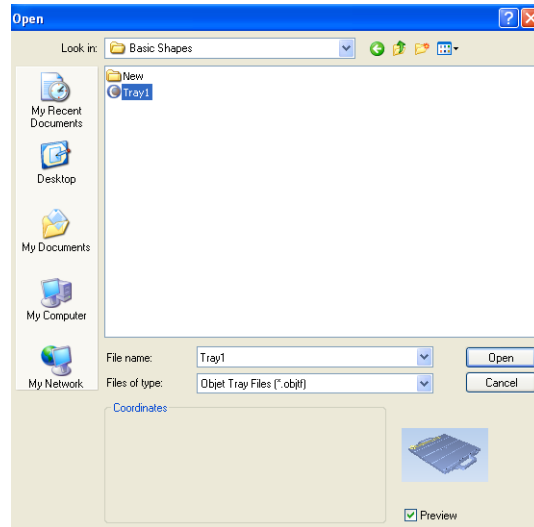 Open
Look in: Basic Shapes
New
Tray1
My Recent
Documents
Desktop
My Documents
My Computer
My Network
File name: Tray1 Open
Files of type: Objet Tray Files (*.objtf) Cancel
Coordinates
Preview